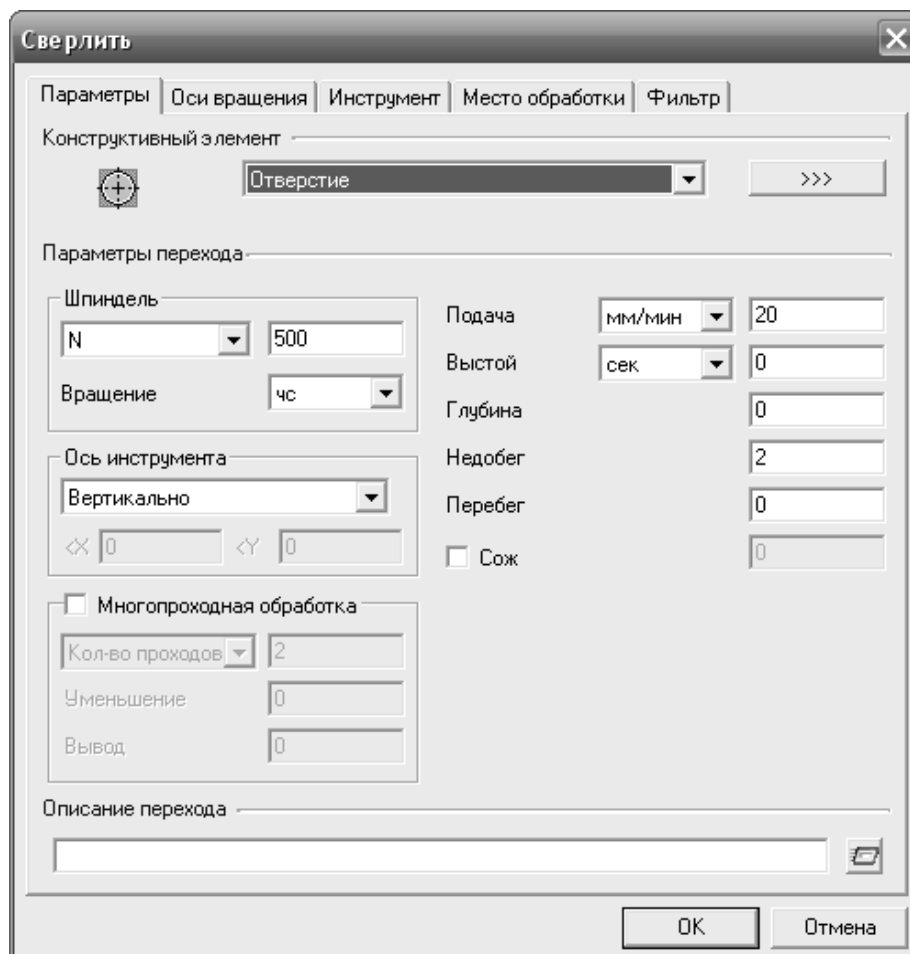 Сверлить
Параметры Оси вращения Инструмент Место обработки Фильтр
Конструктивный элемент
Отверстие >>>
Параметры перехода
Шпиндель
N 500
Вращение чс
Подача мм/мин 20
Выстой сек 0
Глубина 0
Недобег 2
Перебег 0
Сож 0
Ось инструмента
Вертикально
<X 0 <Y 0
Многопроходная обработка
Кол-во проходов 2
Уменьшение 0
Вывод 0
Описание перехода
OK Отмена